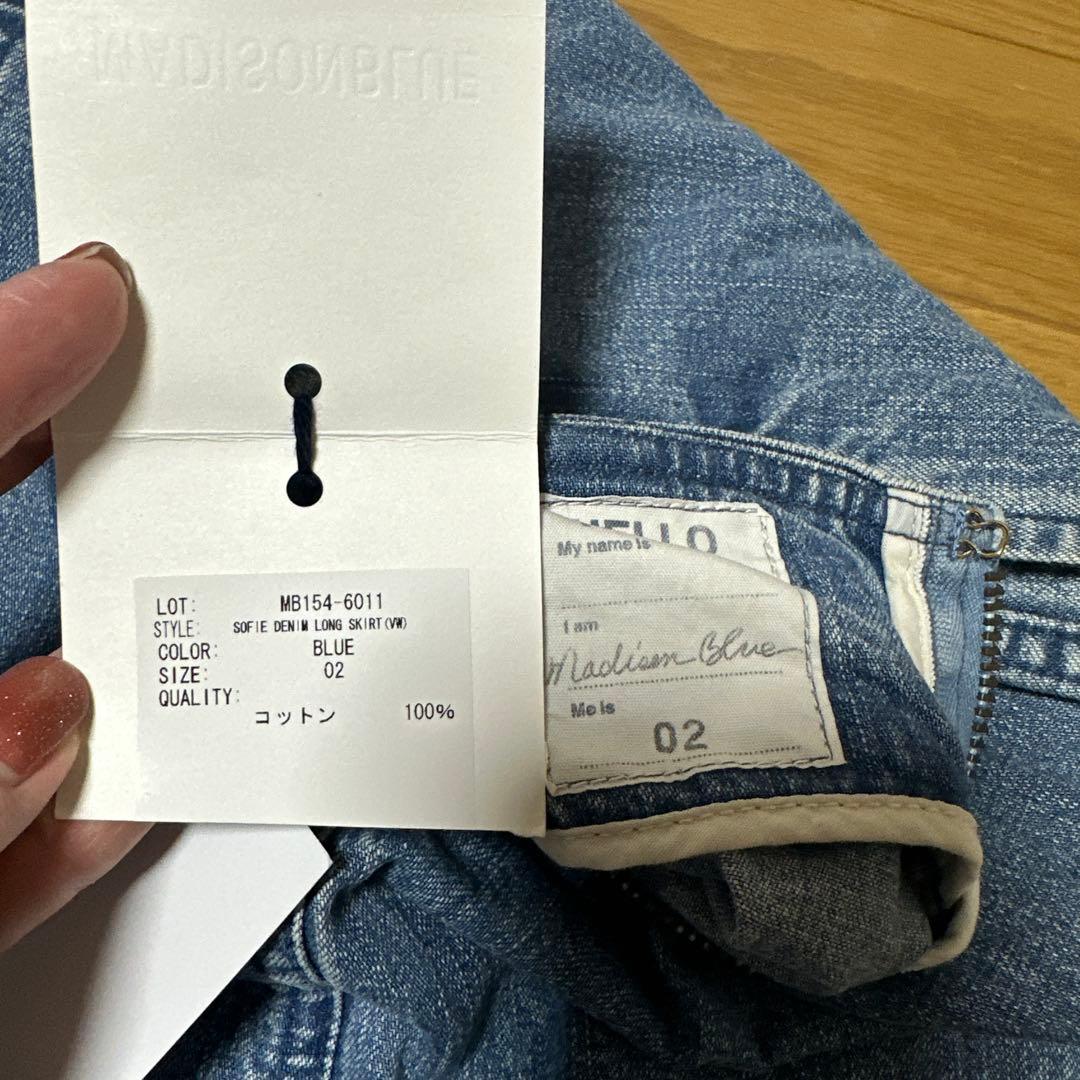 MADISONBLUE
LOT: MB154-6011
STYLE: SOFIE DENIM LONG SKIRT(VW)
COLOR: BLUE
SIZE: 02
QUALITY:
コットン 100%
HELLO
My name is
I am
Madison Blue
Me is
02